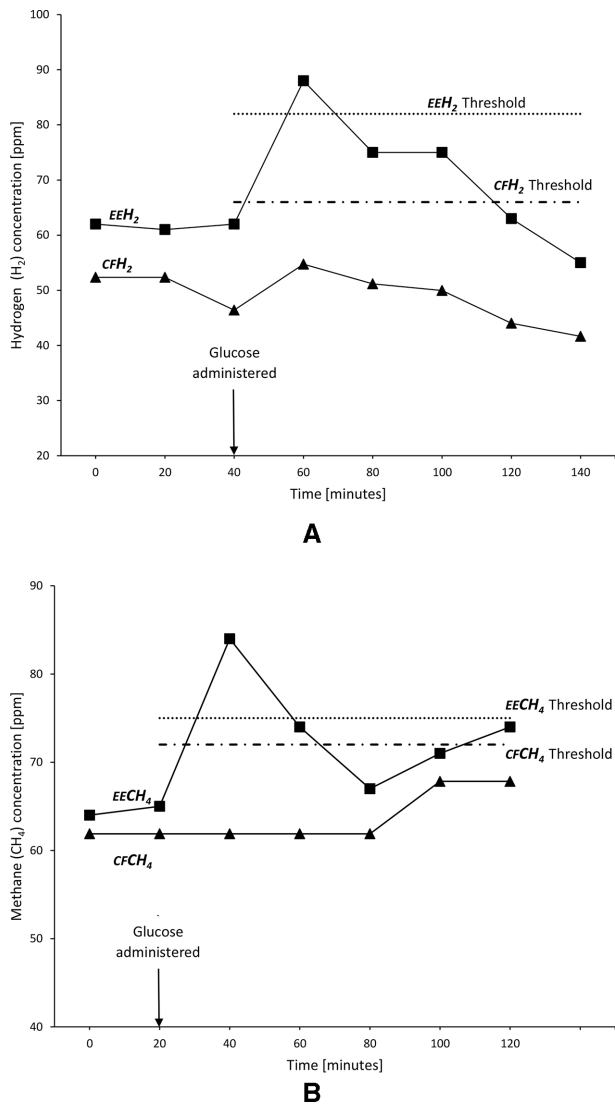 100
90
80
70
60
50
40
30
20
Hydrogen (H₂) concentration [ppm]
EEH₂ Threshold
CFH₂ Threshold
EEH₂
CFH₂
Glucose
administered
0 20 40 60 80 100 120 140
Time [minutes]
A
90
80
70
60
50
40
Methane (CH₄) concentration [ppm]
EECH₄ Threshold
CFCH₄ Threshold
EECH₄
CFCH₄
Glucose
administered
0 20 40 60 80 100 120
Time [minutes]
B